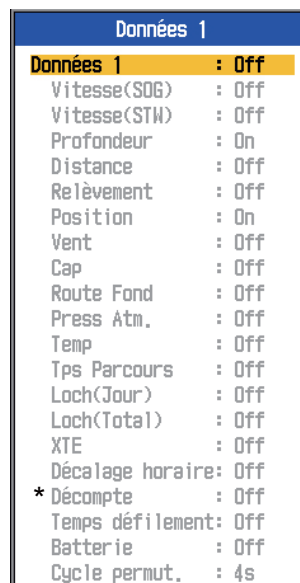 Données 1
Données 1 : Off
Vitesse(SOG) : Off
Vitesse(STW) : Off
Profondeur : On
Distance : Off
Relèvement : Off
Position : On
Vent : Off
Cap : Off
Route Fond : Off
Press Atm. : Off
Temp : Off
Tps Parcours : Off
Loch(Jour) : Off
Loch(Total) : Off
XTE : Off
Décalage horaire: Off
* Décompte : Off
Temps défilement: Off
Batterie : Off
Cycle permut. : 4s